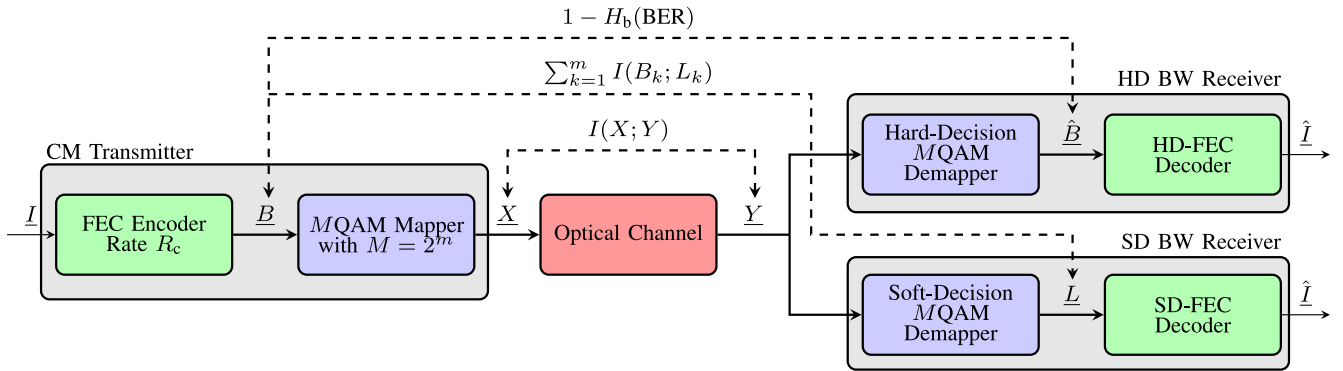 1 − H_b(BER)
∑_{k=1}^{m} I(B_k; L_k)
I(X; Y)
CM Transmitter
I
FEC Encoder
Rate R_c
B
MQAM Mapper
with M = 2^m
X
Optical Channel
Y
HD BW Receiver
Hard-Decision
MQAM
Demapper
B̂
HD-FEC
Decoder
Î
SD BW Receiver
Soft-Decision
MQAM
Demapper
L
SD-FEC
Decoder
Î